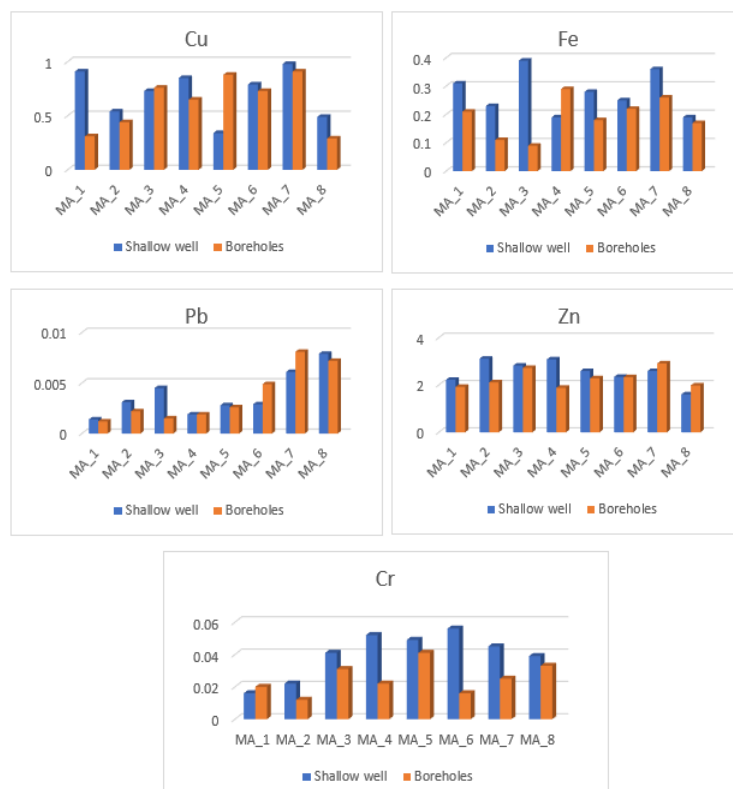 Cu
1
0.5
0
MA_1 MA_2 MA_3 MA_4 MA_5 MA_6 MA_7 MA_8
Shallow well Boreholes
Fe
0.4
0.3
0.2
0.1
0
MA_1 MA_2 MA_3 MA_4 MA_5 MA_6 MA_7 MA_8
Shallow well Boreholes
Pb
0.01
0.005
0
MA_1 MA_2 MA_3 MA_4 MA_5 MA_6 MA_7 MA_8
Shallow well Boreholes
Zn
4
2
0
MA_1 MA_2 MA_3 MA_4 MA_5 MA_6 MA_7 MA_8
Shallow well Boreholes
Cr
0.06
0.04
0.02
0
MA_1 MA_2 MA_3 MA_4 MA_5 MA_6 MA_7 MA_8
Shallow well Boreholes